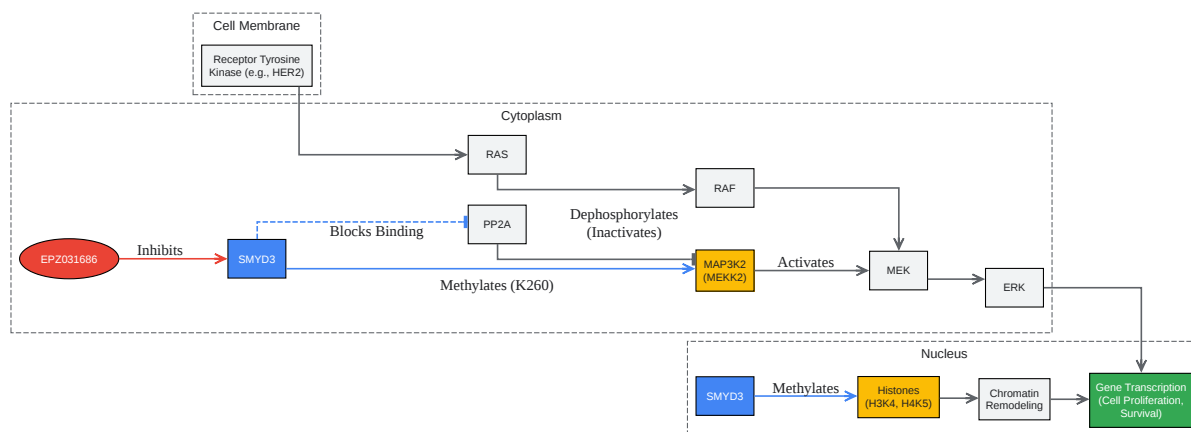 Cell Membrane
Receptor Tyrosine
Kinase (e.g., HER2)
Cytoplasm
RAS
RAF
PP2A
Dephosphorylates
(Inactivates)
Blocks Binding
EPZ031686
Inhibits
SMYD3
Methylates (K260)
MAP3K2
(MEKK2)
Activates
MEK
ERK
Nucleus
SMYD3
Methylates
Histones
(H3K4, H4K5)
Chromatin
Remodeling
Gene Transcription
(Cell Proliferation,
Survival)